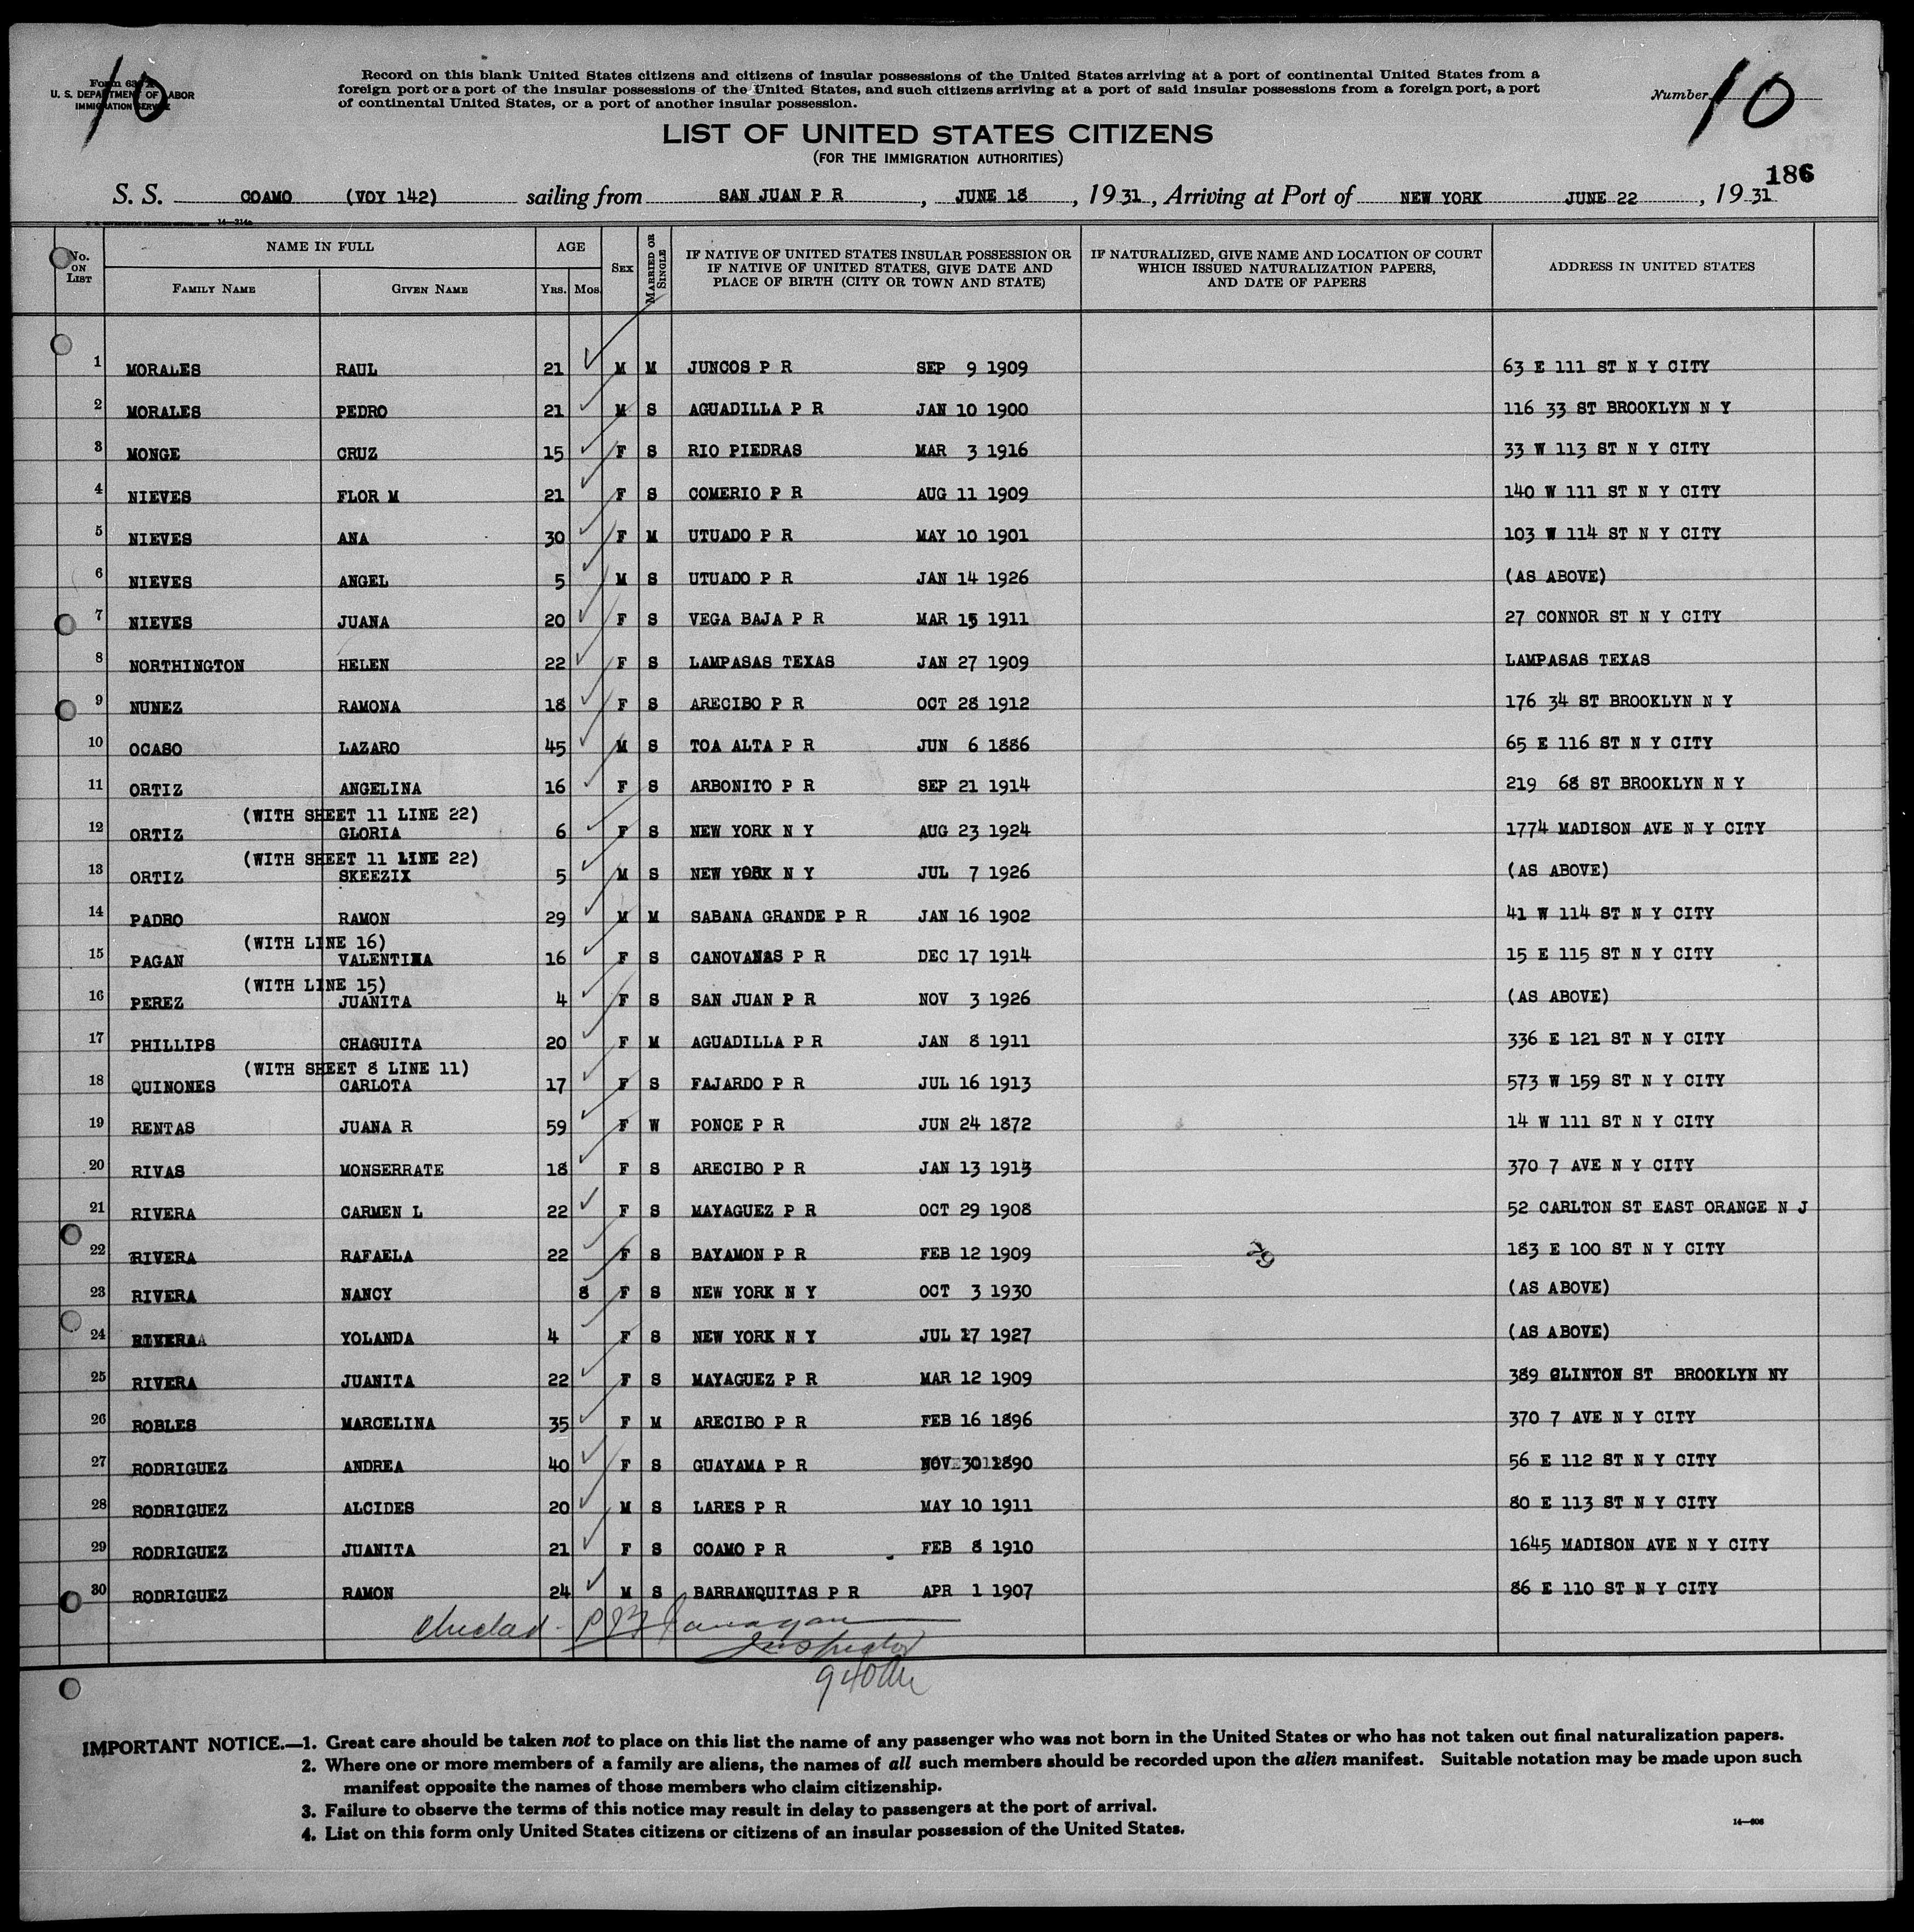 10
Form 63
U. S. DEPARTMENT OF LABOR
IMMIGRATION SERVICE
Record on this blank United States citizens and citizens of insular possessions of the United States arriving at a port of continental United States from a
foreign port or a port of the insular possessions of the United States, and such citizens arriving at a port of said insular possessions from a foreign port, a port
of continental United States, or a port of another insular possession.
Number 10
LIST OF UNITED STATES CITIZENS
(FOR THE IMMIGRATION AUTHORITIES)
186
S. S. COAMO (VOY 142) sailing from SAN JUAN P R , JUNE 18 , 1931 , Arriving at Port of NEW YORK JUNE 22 , 1931
No. ON LIST NAME IN FULL FAMILY NAME GIVEN NAME AGE YRS. MOS. SEX MARRIED OR SINGLE IF NATIVE OF UNITED STATES INSULAR POSSESSION OR IF NATIVE OF UNITED STATES, GIVE DATE AND PLACE OF BIRTH (CITY OR TOWN AND STATE) IF NATURALIZED, GIVE NAME AND LOCATION OF COURT WHICH ISSUED NATURALIZATION PAPERS, AND DATE OF PAPERS ADDRESS IN UNITED STATES
1 MORALES RAUL 21 M M JUNCOS P R SEP 9 1909 63 E 111 ST N Y CITY
2 MORALES PEDRO 21 M S AGUADILLA P R JAN 10 1900 116 33 ST BROOKLYN N Y
3 MONGE CRUZ 15 F S RIO PIEDRAS MAR 3 1916 33 W 113 ST N Y CITY
4 NIEVES FLOR M 21 F S COMERIO P R AUG 11 1909 140 W 111 ST N Y CITY
5 NIEVES ANA 30 F M UTUADO P R MAY 10 1901 103 W 114 ST N Y CITY
6 NIEVES ANGEL 5 M S UTUADO P R JAN 14 1926 (AS ABOVE)
7 NIEVES JUANA 20 F S VEGA BAJA P R MAR 15 1911 27 CONNOR ST N Y CITY
8 NORTHINGTON HELEN 22 F S LAMPASAS TEXAS JAN 27 1909 LAMPASAS TEXAS
9 NUNEZ RAMONA 18 F S ARECIBO P R OCT 28 1912 176 34 ST BROOKLYN N Y
10 OCASO LAZARO 45 M S TOA ALTA P R JUN 6 1886 65 E 116 ST N Y CITY
11 ORTIZ ANGELINA 16 F S ARBONITO P R SEP 21 1914 219 68 ST BROOKLYN N Y
(WITH SHEET 11 LINE 22)
12 ORTIZ GLORIA 6 F S NEW YORK N Y AUG 23 1924 1774 MADISON AVE N Y CITY
(WITH SHEET 11 LINE 22)
13 ORTIZ SKEEZIX 5 M S NEW YORK N Y JUL 7 1926 (AS ABOVE)
14 PADRO RAMON 29 M M SABANA GRANDE P R JAN 16 1902 41 W 114 ST N Y CITY
(WITH LINE 16)
15 PAGAN VALENTINA 16 F S CANOVANAS P R DEC 17 1914 15 E 115 ST N Y CITY
(WITH LINE 15)
16 PEREZ JUANITA 4 F S SAN JUAN P R NOV 3 1926 (AS ABOVE)
17 PHILLIPS CHAGUITA 20 F M AGUADILLA P R JAN 8 1911 336 E 121 ST N Y CITY
(WITH SHEET 8 LINE 11)
18 QUINONES CARLOTA 17 F S FAJARDO P R JUL 16 1913 573 W 159 ST N Y CITY
19 RENTAS JUANA R 59 F W PONCE P R JUN 24 1872 14 W 111 ST N Y CITY
20 RIVAS MONSERRATE 18 F S ARECIBO P R JAN 13 1913 370 7 AVE N Y CITY
21 RIVERA CARMEN L 22 F S MAYAGUEZ P R OCT 29 1908 52 CARLTON ST EAST ORANGE N J
22 RIVERA RAFAELA 22 F S BAYAMON P R FEB 12 1909 183 E 100 ST N Y CITY
23 RIVERA NANCY 8 F S NEW YORK N Y OCT 3 1930 (AS ABOVE)
24 RIVERA YOLANDA 4 F S NEW YORK N Y JUL 27 1927 (AS ABOVE)
25 RIVERA JUANITA 22 F S MAYAGUEZ P R MAR 12 1909 389 CLINTON ST BROOKLYN NY
26 ROBLES MARCELINA 35 F M ARECIBO P R FEB 16 1896 370 7 AVE N Y CITY
27 RODRIGUEZ ANDREA 40 F S GUAYAMA P R NOV 30 1890 56 E 112 ST N Y CITY
28 RODRIGUEZ ALCIDES 20 M S LARES P R MAY 10 1911 80 E 113 ST N Y CITY
29 RODRIGUEZ JUANITA 21 F S COAMO P R FEB 8 1910 1645 MADISON AVE N Y CITY
30 RODRIGUEZ RAMON 24 M S BARRANQUITAS P R APR 1 1907 86 E 110 ST N Y CITY
Inspector
IMPORTANT NOTICE.—1. Great care should be taken not to place on this list the name of any passenger who was not born in the United States or who has not taken out final naturalization papers.
2. Where one or more members of a family are aliens, the names of all such members should be recorded upon the alien manifest. Suitable notation may be made upon such
manifest opposite the names of those members who claim citizenship.
3. Failure to observe the terms of this notice may result in delay to passengers at the port of arrival.
4. List on this form only United States citizens or citizens of an insular possession of the United States.